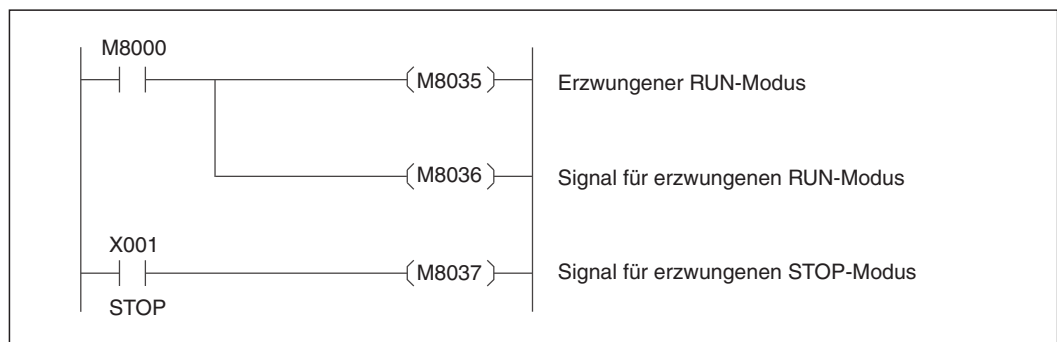 M8000
M8035 Erzwungener RUN-Modus
M8036 Signal für erzwungenen RUN-Modus
X001
M8037 Signal für erzwungenen STOP-Modus
STOP